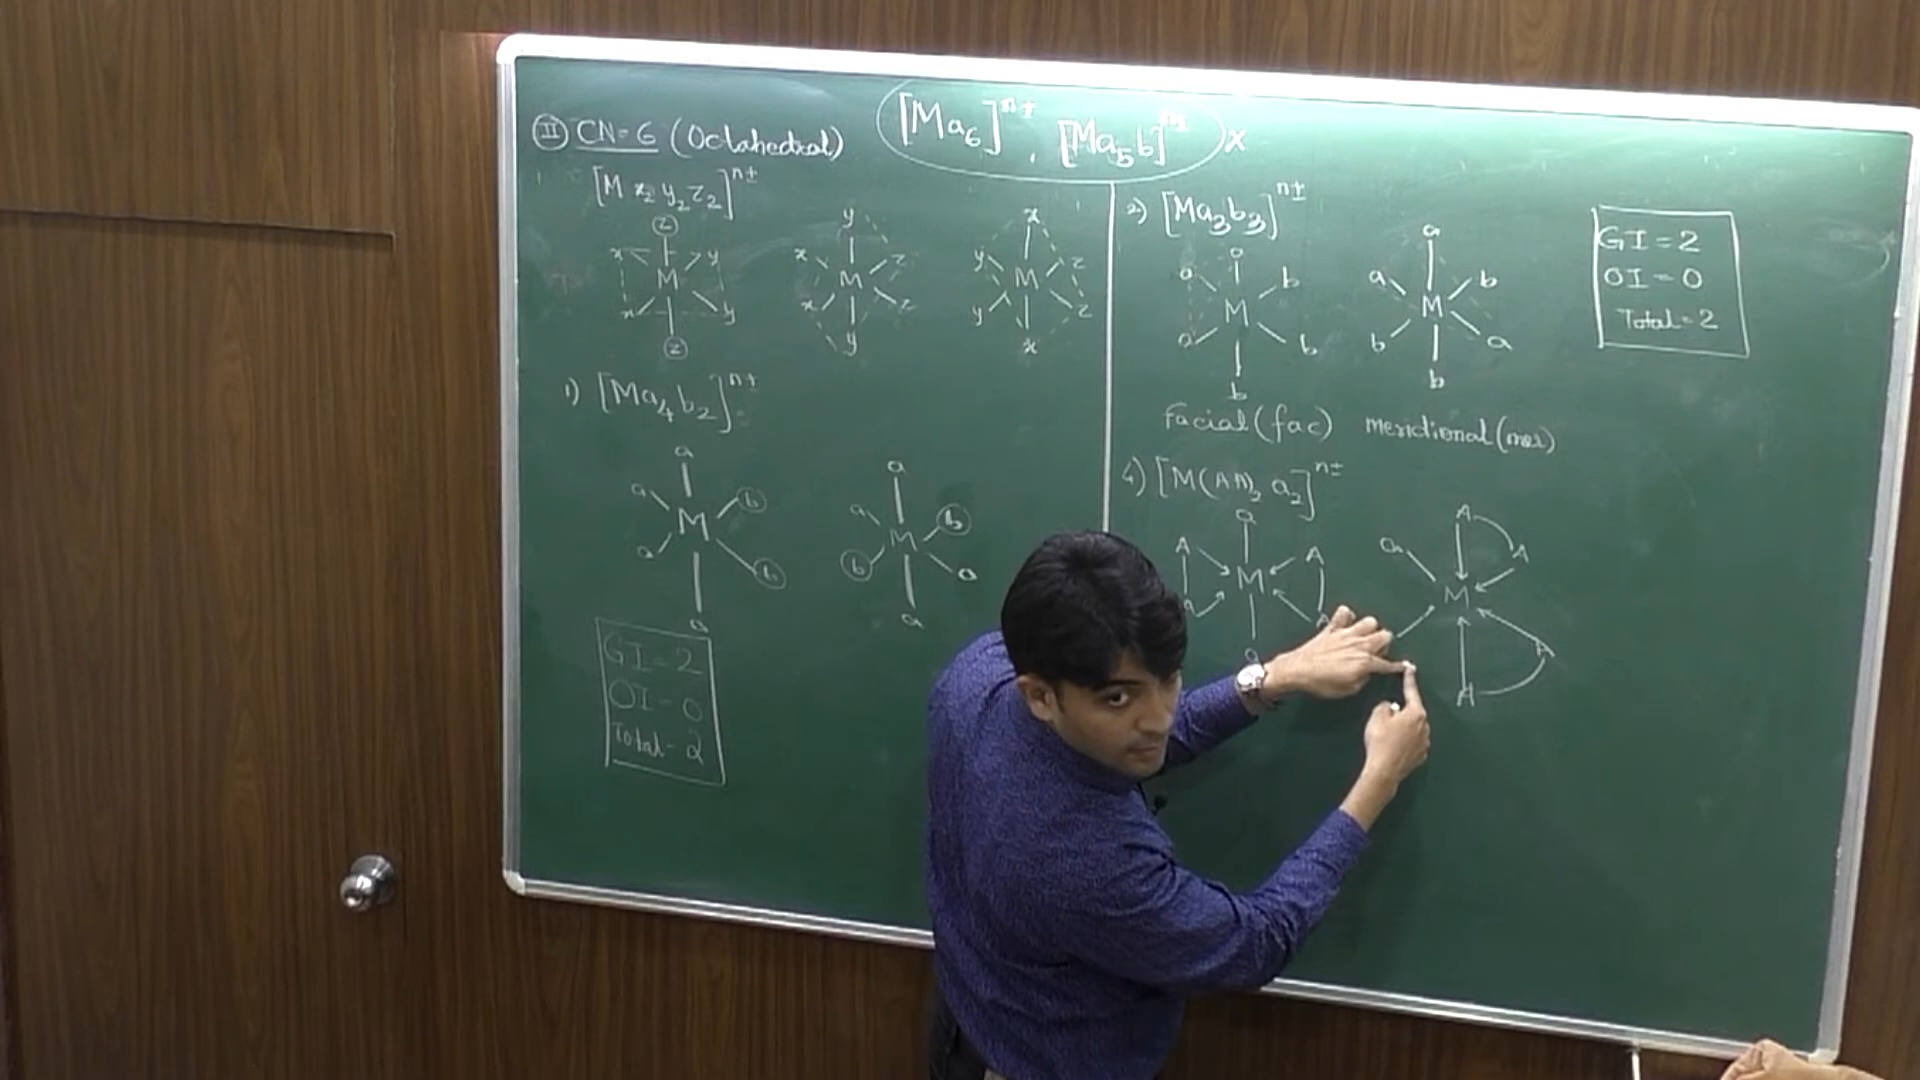 II CN=6 (Octahedral) [Ma6]n±, [Ma5b]n± x
[M x2 y2 z2]n±
z
x y
M
x y
z
y
x z
M
x z
y
x
y z
M
y z
x
1) [Ma4b2]n±
a
a b
M
a b
a
a
a b
M
b a
a
GI = 2
OI - 0
Total - 2
2) [Ma3b3]n±
a
a b
M
a b
b
a
a b
M
b a
b
Facial (fac) meridional (mer)
GI = 2
OI = 0
Total = 2
4) [M(AA)2 a2]n±
a
A A
M
A A
a
A
a A
M
A
A